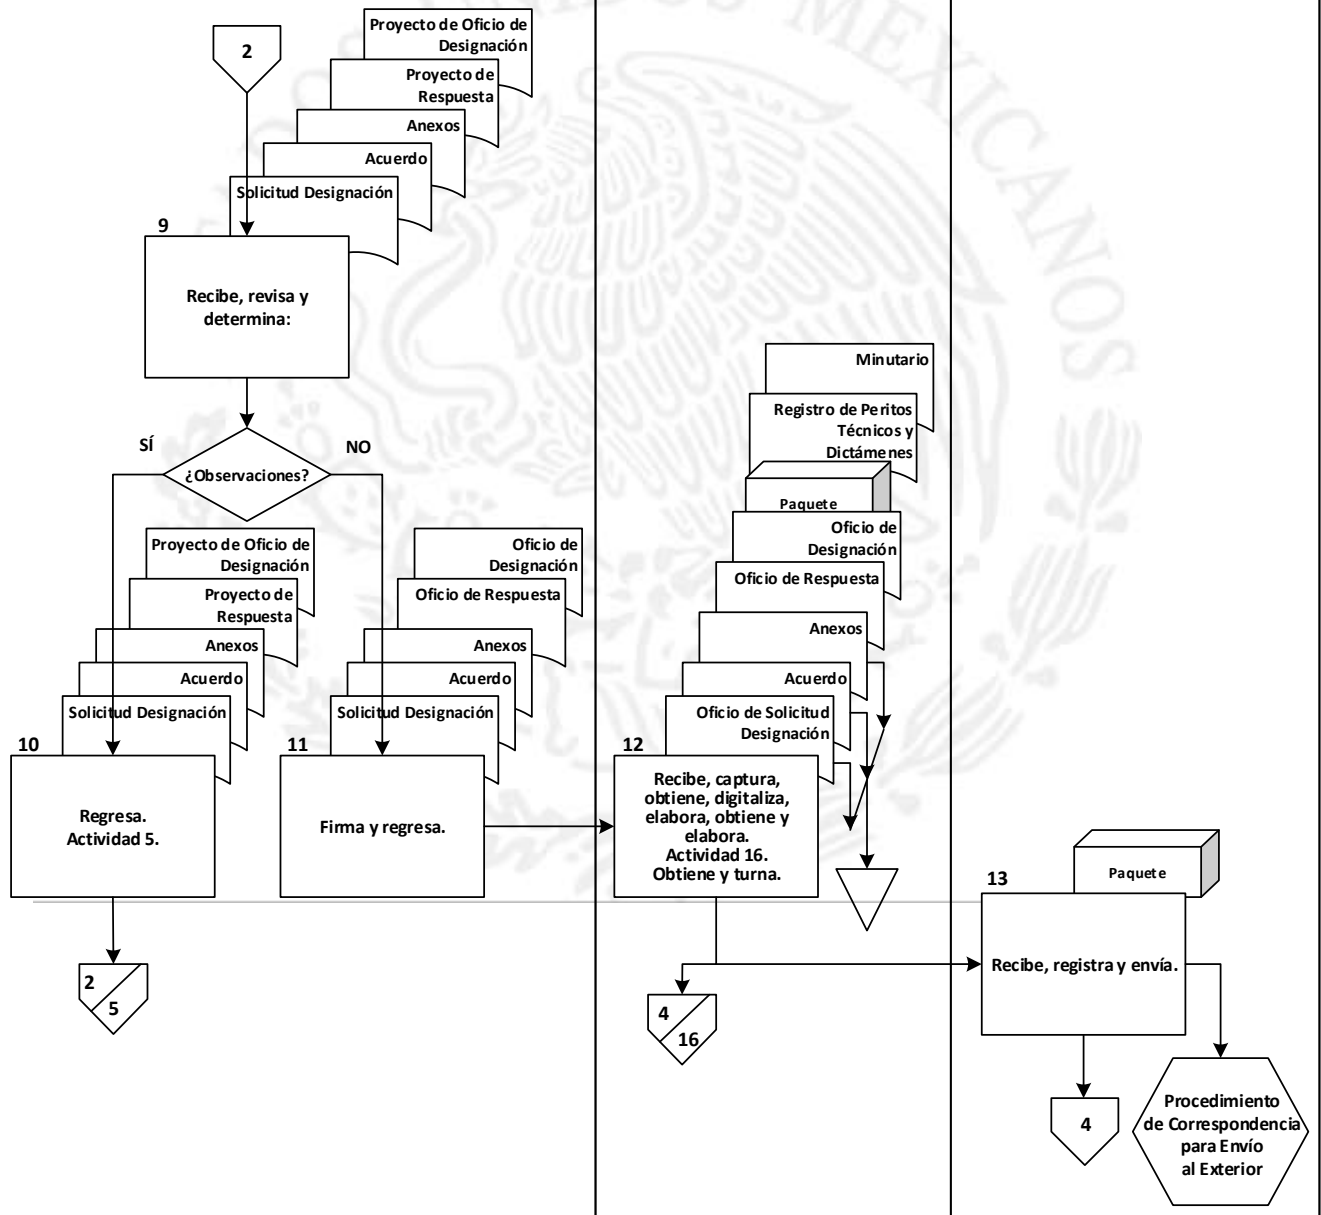 MEXICANOS
2
Proyecto de Oficio de
Designación
Proyecto de
Respuesta
Anexos
Acuerdo
Solicitud Designación
9
Recibe, revisa y
determina:
SÍ
NO
¿Observaciones?
Proyecto de Oficio de
Designación
Proyecto de
Respuesta
Anexos
Acuerdo
Solicitud Designación
10
Regresa.
Actividad 5.
2
5
Oficio de
Designación
Oficio de Respuesta
Anexos
Acuerdo
Solicitud Designación
11
Firma y regresa.
Minutario
Registro de Peritos
Técnicos y
Dictámenes
Paquete
Oficio de
Designación
Oficio de Respuesta
Anexos
Acuerdo
Oficio de Solicitud
Designación
12
Recibe, captura,
obtiene, digitaliza,
elabora, obtiene y
elabora.
Actividad 16.
Obtiene y turna.
4
16
Paquete
13
Recibe, registra y envía.
4
Procedimiento
de Correspondencia
para Envío
al Exterior